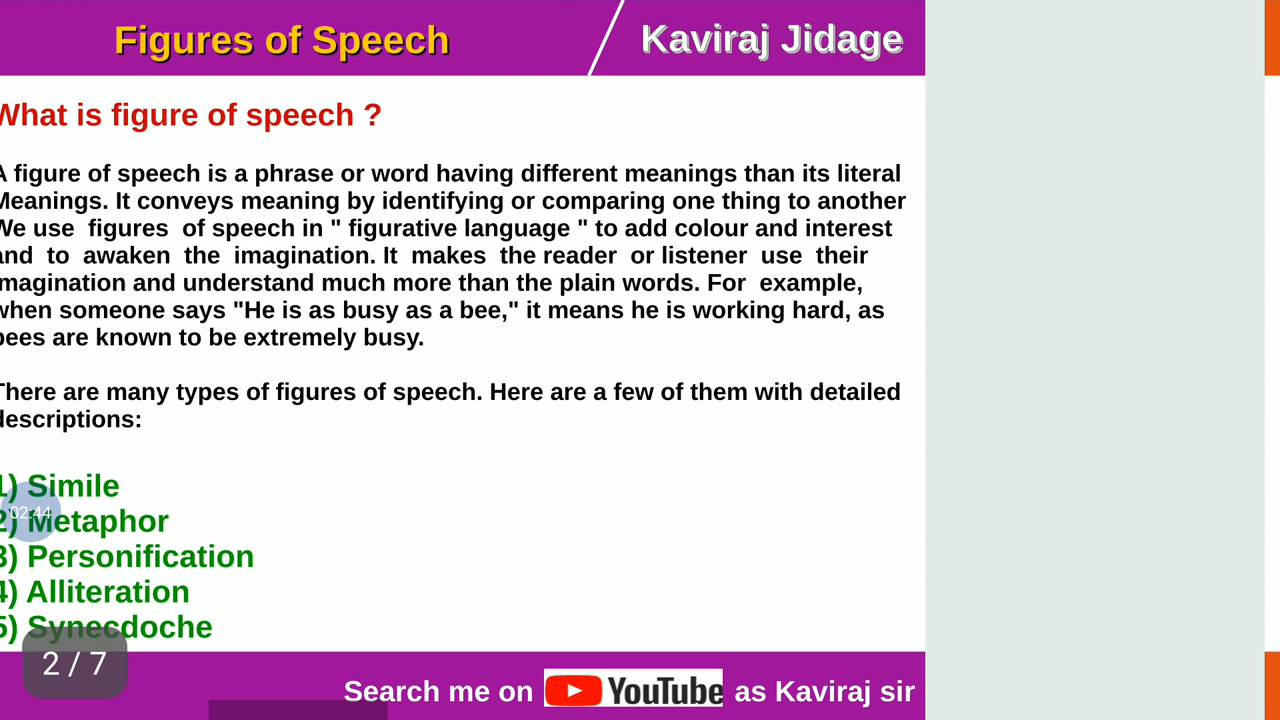 Figures of Speech
Kaviraj Jidage
What is figure of speech ?
A figure of speech is a phrase or word having different meanings than its literal
Meanings. It conveys meaning by identifying or comparing one thing to another
We use figures of speech in " figurative language " to add colour and interest
and to awaken the imagination. It makes the reader or listener use their
imagination and understand much more than the plain words. For example,
when someone says "He is as busy as a bee," it means he is working hard, as
bees are known to be extremely busy.
There are many types of figures of speech. Here are a few of them with detailed
descriptions:
1) Simile
02:44
2) Metaphor
3) Personification
4) Alliteration
5) Synecdoche
2 / 7
Search me on YouTube as Kaviraj sir